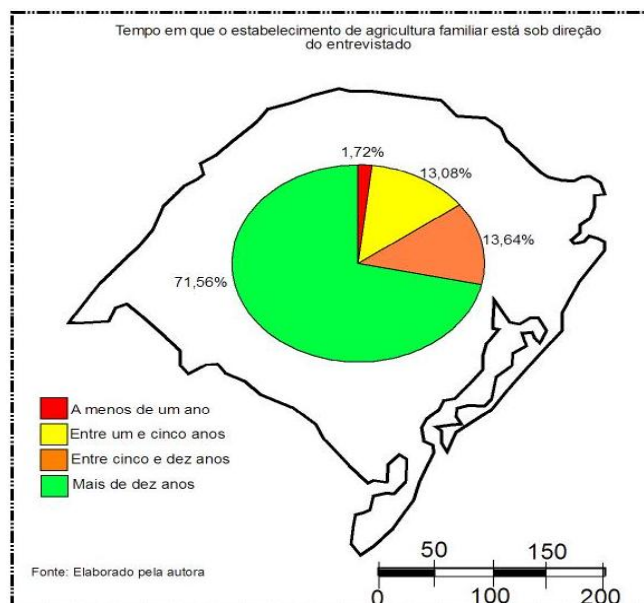 Tempo em que o estabelecimento de agricultura familiar está sob direção
do entrevistado
1,72%
13,08%
13,64%
71,56%
A menos de um ano
Entre um e cinco anos
Entre cinco e dez anos
Mais de dez anos
Fonte: Elaborado pela autora
50 150
0 100 200